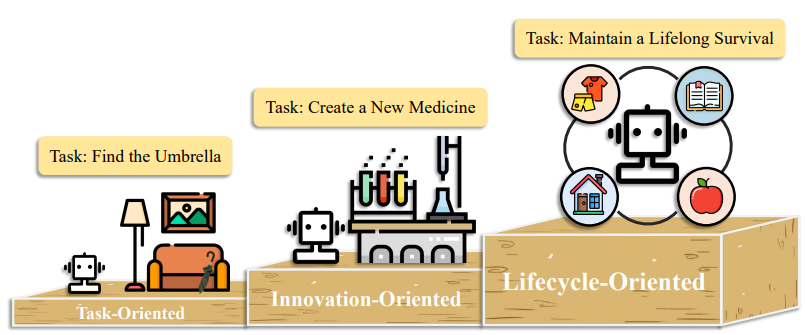 Task: Maintain a Lifelong Survival
Task: Create a New Medicine
Task: Find the Umbrella
Task-Oriented
Innovation-Oriented
Lifecycle-Oriented